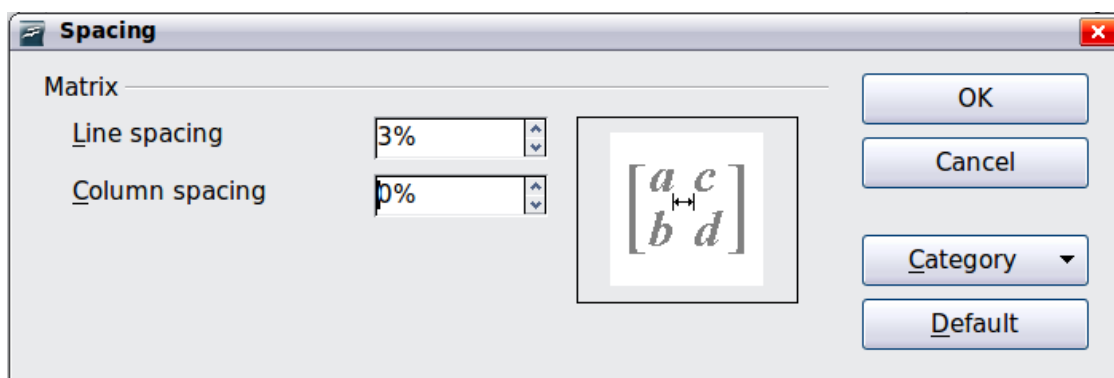 Spacing
Matrix
Line spacing 3%
Column spacing 0%
a c
b d
OK
Cancel
Category
Default